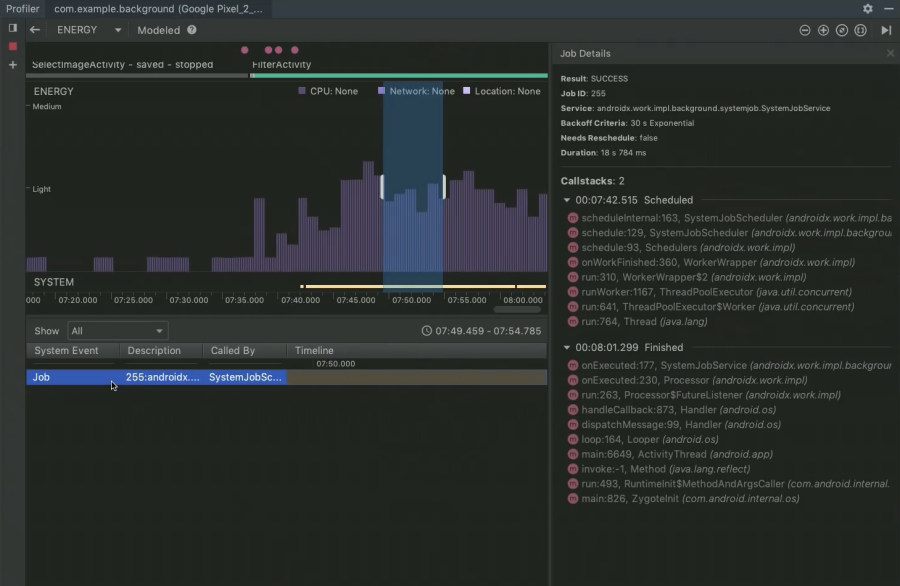 Profiler com.example.background (Google Pixel_2_...
ENERGY Modeled ?
SelectImageActivity - saved - stopped FilterActivity
ENERGY CPU: None Network: None Location: None
Medium
Light
SYSTEM
000 07:20.000 07:25.000 07:30.000 07:35.000 07:40.000 07:45.000 07:50.000 07:55.000 08:00.000
Show All 07:49.459 - 07:54.785
System Event Description Called By Timeline
07:50.000
Job 255:androidx.... SystemJobSc...
Job Details
Result: SUCCESS
Job ID: 255
Service: androidx.work.impl.background.systemjob.SystemJobService
Backoff Criteria: 30 s Exponential
Needs Reschedule: false
Duration: 18 s 784 ms
Callstacks: 2
00:07:42.515 Scheduled
m scheduleInternal:163, SystemJobScheduler (androidx.work.impl.ba
m schedule:129, SystemJobScheduler (androidx.work.impl.backgrou
m schedule:93, Schedulers (androidx.work.impl)
m onWorkFinished:360, WorkerWrapper (androidx.work.impl)
m run:310, WorkerWrapper$2 (androidx.work.impl)
m runWorker:1167, ThreadPoolExecutor (java.util.concurrent)
m run:641, ThreadPoolExecutor$Worker (java.util.concurrent)
m run:764, Thread (java.lang)
00:08:01.299 Finished
m onExecuted:177, SystemJobService (androidx.work.impl.backgrour
m onExecuted:230, Processor (androidx.work.impl)
m run:263, Processor$FutureListener (androidx.work.impl)
m handleCallback:873, Handler (android.os)
m dispatchMessage:99, Handler (android.os)
m loop:164, Looper (android.os)
m main:6649, ActivityThread (android.app)
m invoke:-1, Method (java.lang.reflect)
m run:493, RuntimeInit$MethodAndArgsCaller (com.android.internal.
m main:826, ZygoteInit (com.android.internal.os)